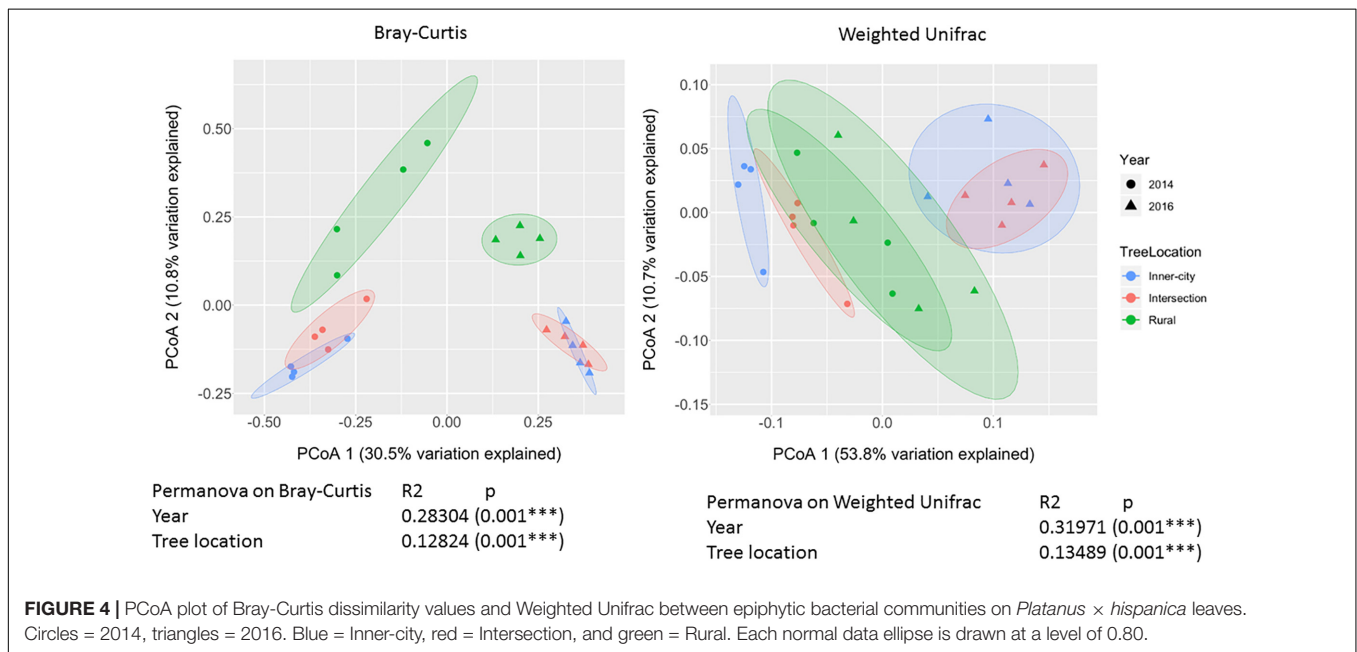 Bray-Curtis
PCoA 2 (10.8% variation explained)
0.50
0.25
0.00
-0.25
-0.50
-0.25
0.00
0.25
PCoA 1 (30.5% variation explained)
Permanova on Bray-Curtis R2 p
Year 0.28304 (0.001***)
Tree location 0.12824 (0.001***)
Weighted Unifrac
PCoA 2 (10.7% variation explained)
0.10
0.05
0.00
-0.05
-0.10
-0.15
-0.1
0.0
0.1
PCoA 1 (53.8% variation explained)
Permanova on Weighted Unifrac R2 p
Year 0.31971 (0.001***)
Tree location 0.13489 (0.001***)
Year
2014
2016
TreeLocation
Inner-city
Intersection
Rural
FIGURE 4 | PCoA plot of Bray-Curtis dissimilarity values and Weighted Unifrac between epiphytic bacterial communities on Platanus × hispanica leaves.
Circles = 2014, triangles = 2016. Blue = Inner-city, red = Intersection, and green = Rural. Each normal data ellipse is drawn at a level of 0.80.